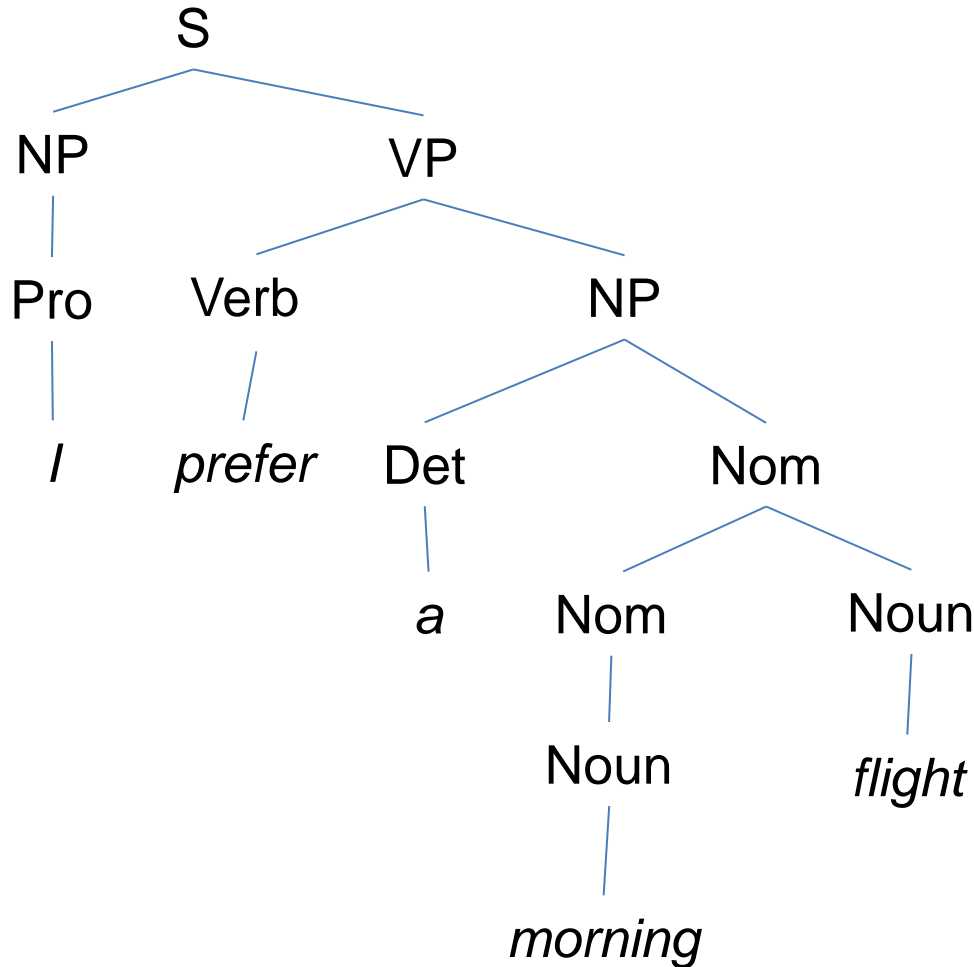 S
NP VP
Pro Verb NP
I prefer Det Nom
a Nom Noun
Noun flight
morning